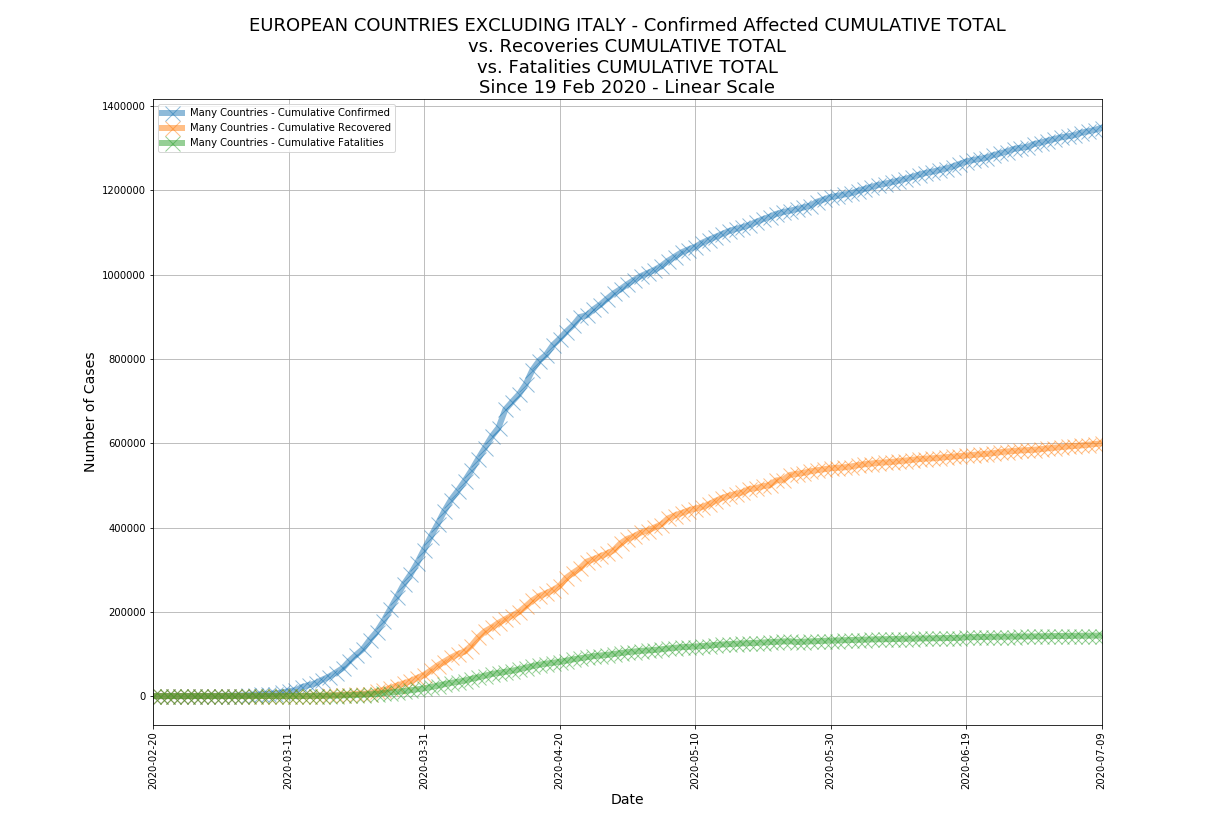 EUROPEAN COUNTRIES EXCLUDING ITALY - Confirmed Affected CUMULATIVE TOTAL
vs. Recoveries CUMULATIVE TOTAL
vs. Fatalities CUMULATIVE TOTAL
Since 19 Feb 2020 - Linear Scale
Many Countries - Cumulative Confirmed
Many Countries - Cumulative Recovered
Many Countries - Cumulative Fatalities
Number of Cases
1400000
1200000
1000000
800000
600000
400000
200000
0
2020-02-20
2020-03-11
2020-03-31
2020-04-20
2020-05-10
2020-05-30
2020-06-19
2020-07-09
Date